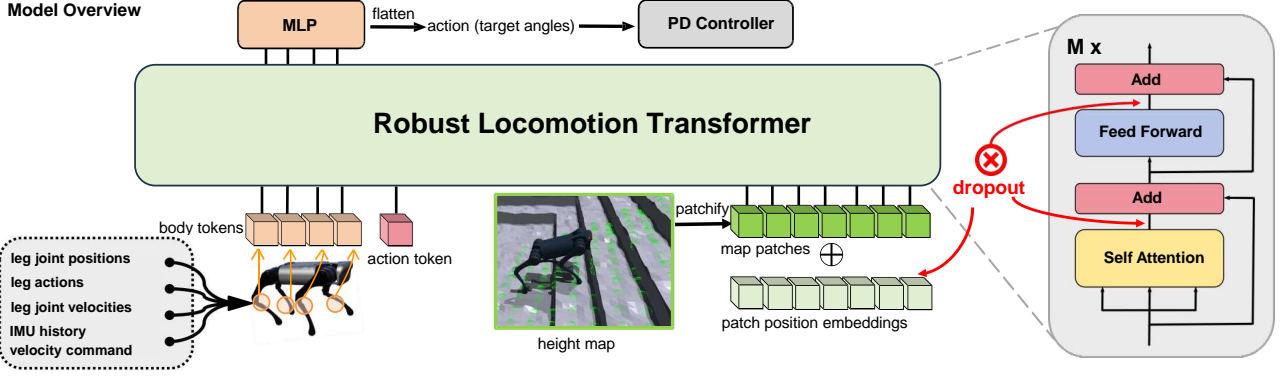 Model Overview
MLP
flatten
action (target angles)
PD Controller
Robust Locomotion Transformer
body tokens
action token
leg joint positions
leg actions
leg joint velocities
IMU history
velocity command
height map
patchify
map patches
patch position embeddings
dropout
M x
Add
Feed Forward
Add
Self Attention